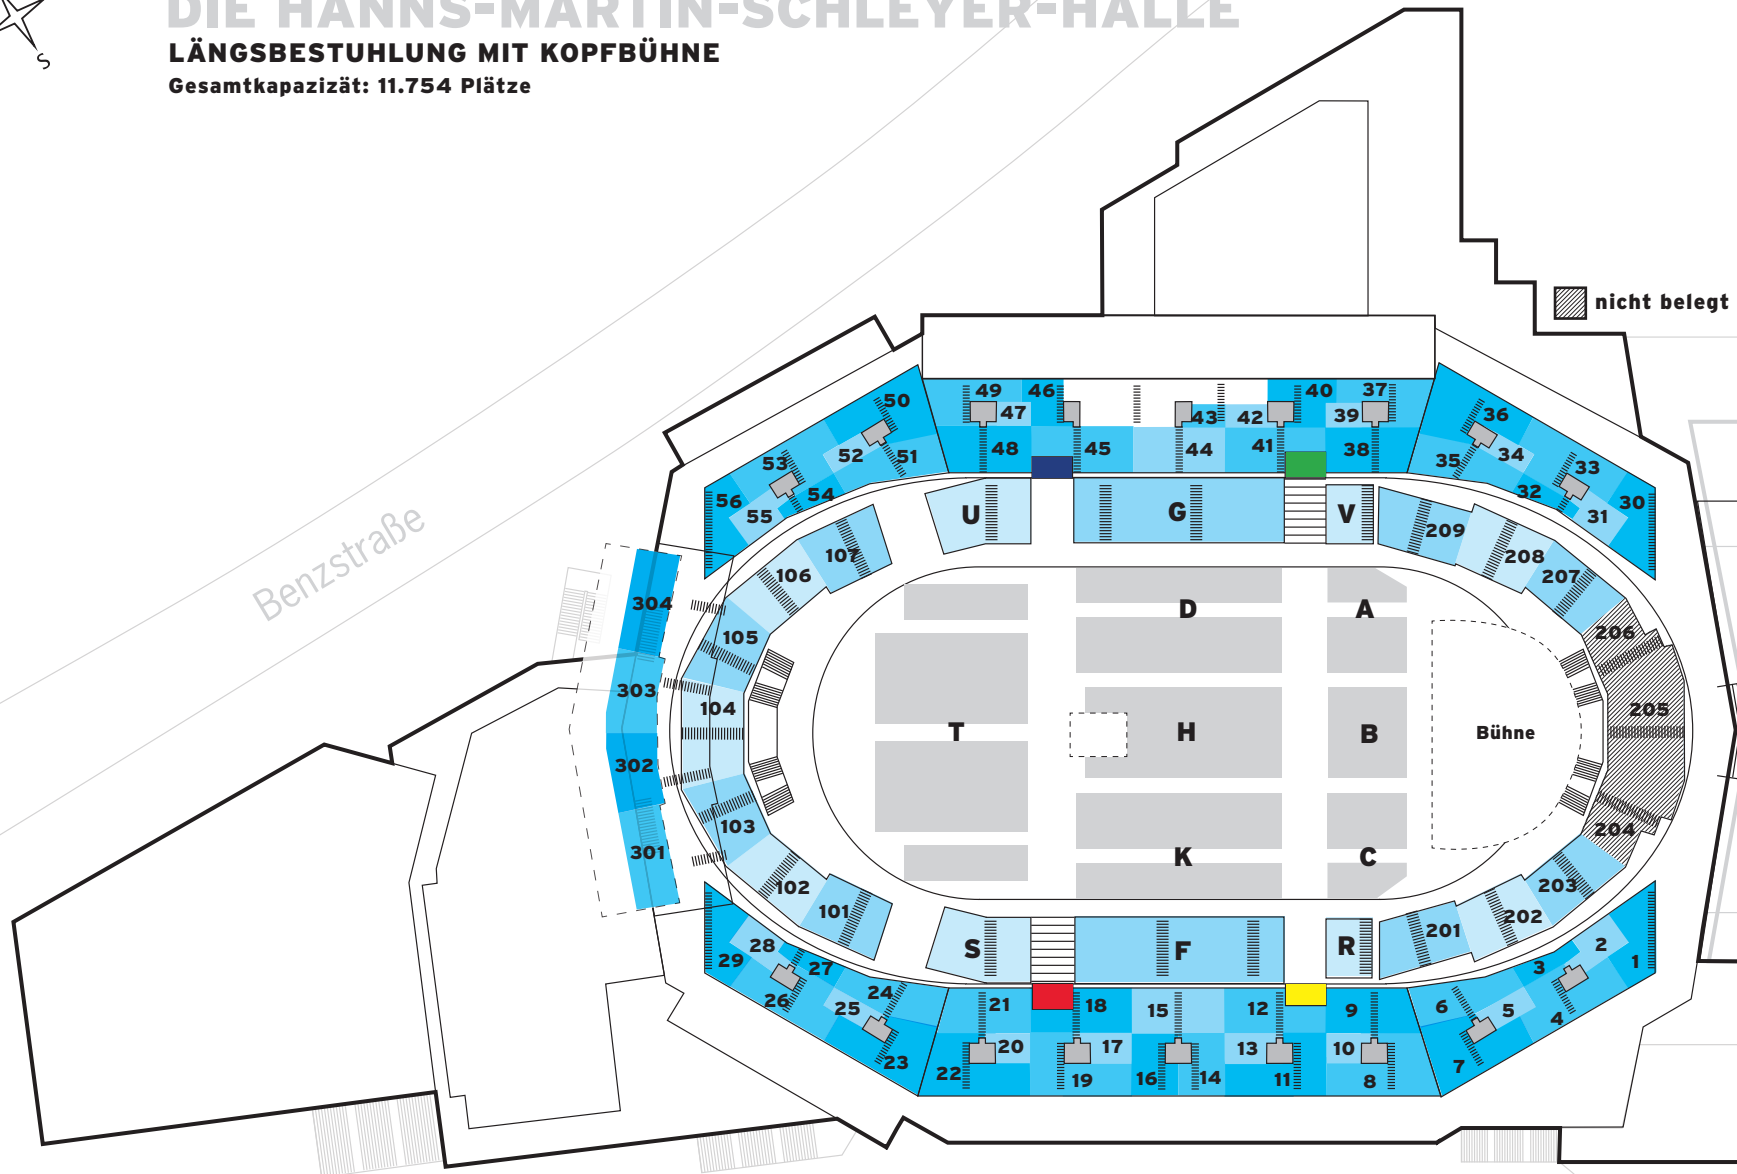 DIE HANNS-MARTIN-SCHLEYER-HALLE
LÄNGSBESTUHLUNG MIT KOPFBÜHNE
Gesamtkapazizät: 11.754 Plätze
S
nicht belegt
Benzstraße
49 46 40 37
47 43 42 39
48 45 44 41 38
50
52 51
53
54
56
55
36
34
35
33
32
30
31
U G V
107
106
105
104
103
102
101
209
208
207
206
205
204
203
202
201
304
303
302
301
D A
T H B
Bühne
K C
S F R
28
29
27
26
24
25
23
21 18 15 12 9
20 17 13 10
22 19 16 14 11 8
2
1
3
4
6
5
7